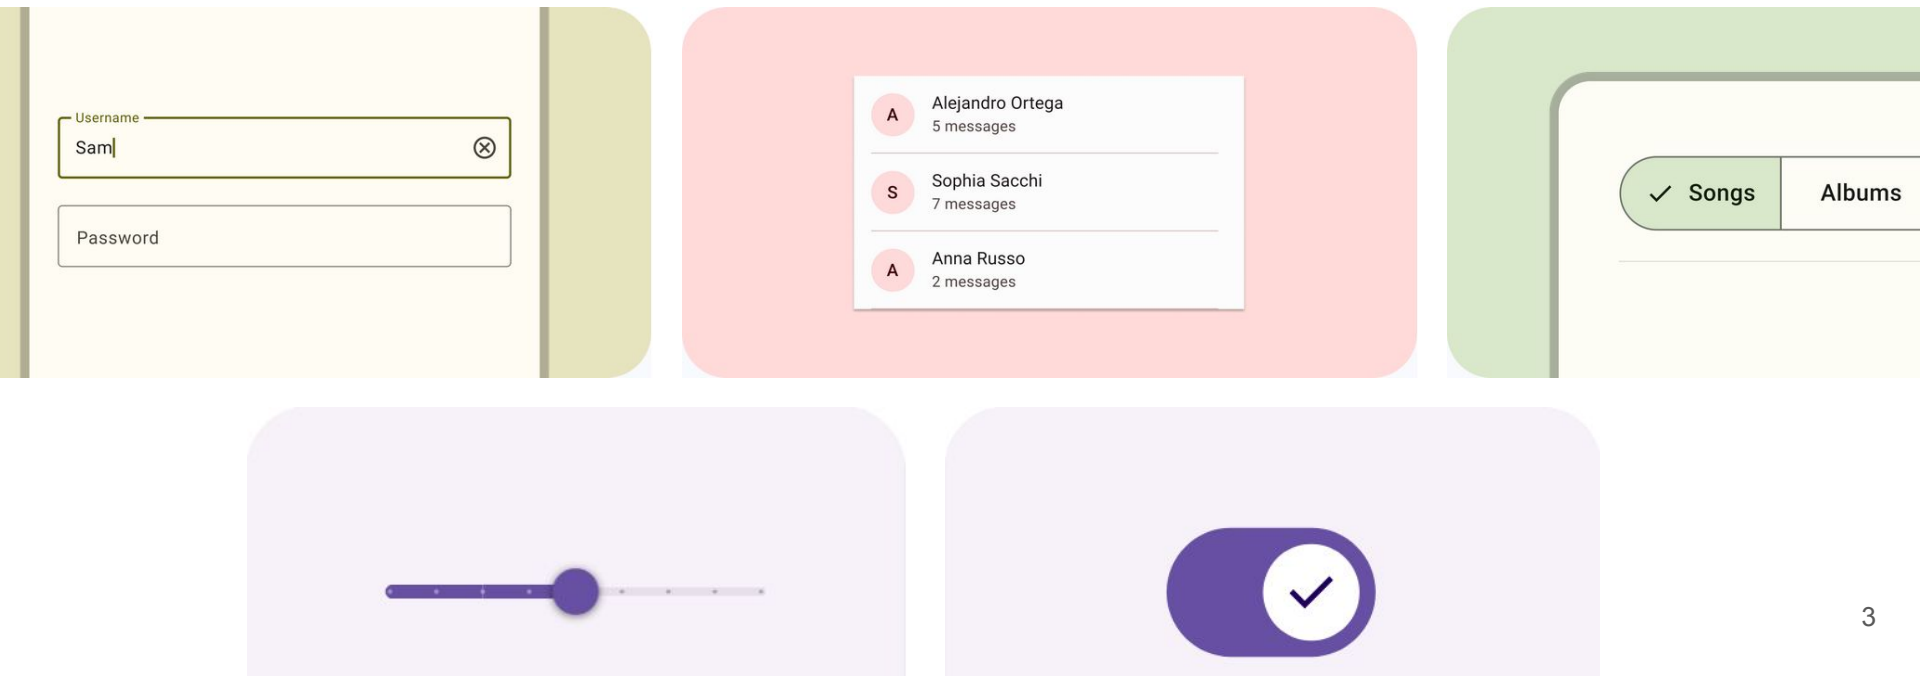 Username
Sam
Password
A
Alejandro Ortega
5 messages
S
Sophia Sacchi
7 messages
A
Anna Russo
2 messages
Songs
Albums
3